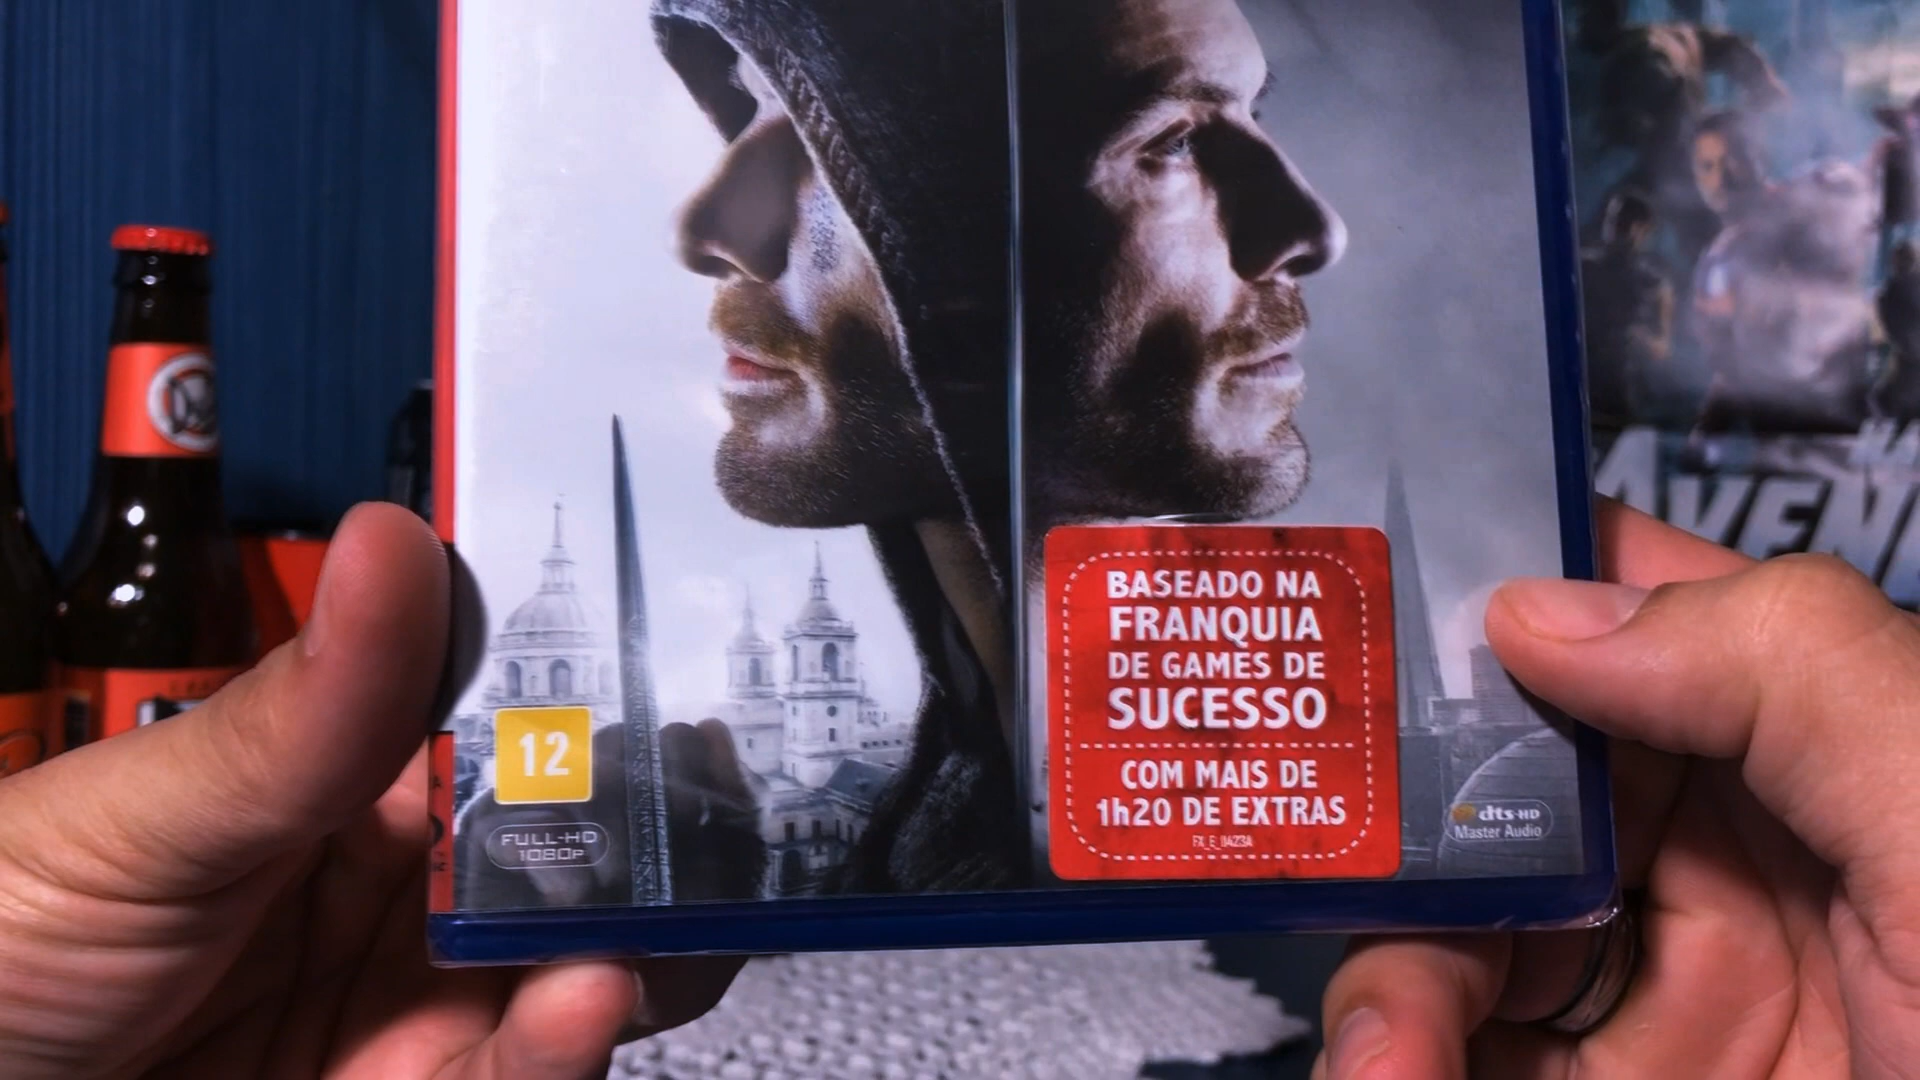 BASEADO NA
FRANQUIA
DE GAMES DE
SUCESSO
COM MAIS DE
1h20 DE EXTRAS
12
FULL-HD
1080p
dts-HD
Master Audio
AVEN